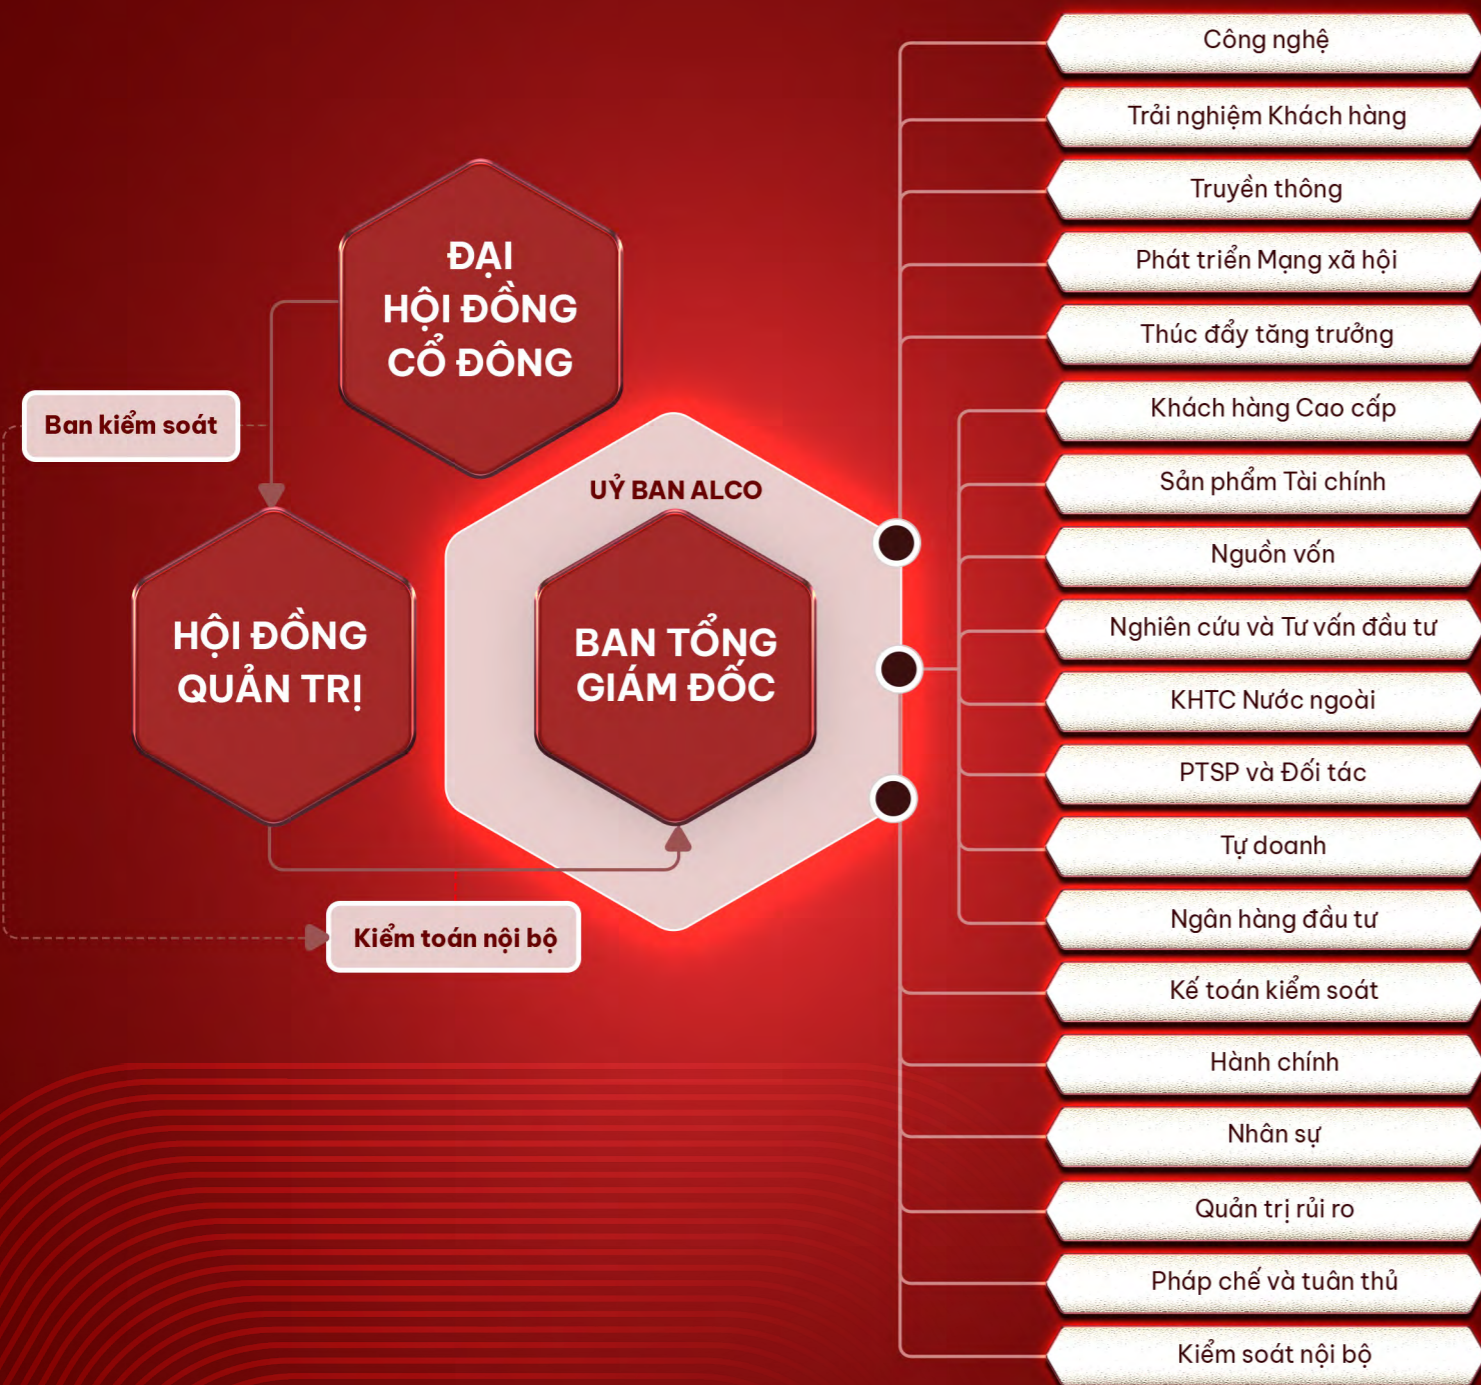 ĐẠI
HỘI ĐỒNG
CỔ ĐÔNG
Ban kiểm soát
HỘI ĐỒNG
QUẢN TRỊ
UỶ BAN ALCO
BAN TỔNG
GIÁM ĐỐC
Kiểm toán nội bộ
Công nghệ
Trải nghiệm Khách hàng
Truyền thông
Phát triển Mạng xã hội
Thúc đẩy tăng trưởng
Khách hàng Cao cấp
Sản phẩm Tài chính
Nguồn vốn
Nghiên cứu và Tư vấn đầu tư
KHTC Nước ngoài
PTSP và Đối tác
Tự doanh
Ngân hàng đầu tư
Kế toán kiểm soát
Hành chính
Nhân sự
Quản trị rủi ro
Pháp chế và tuân thủ
Kiểm soát nội bộ